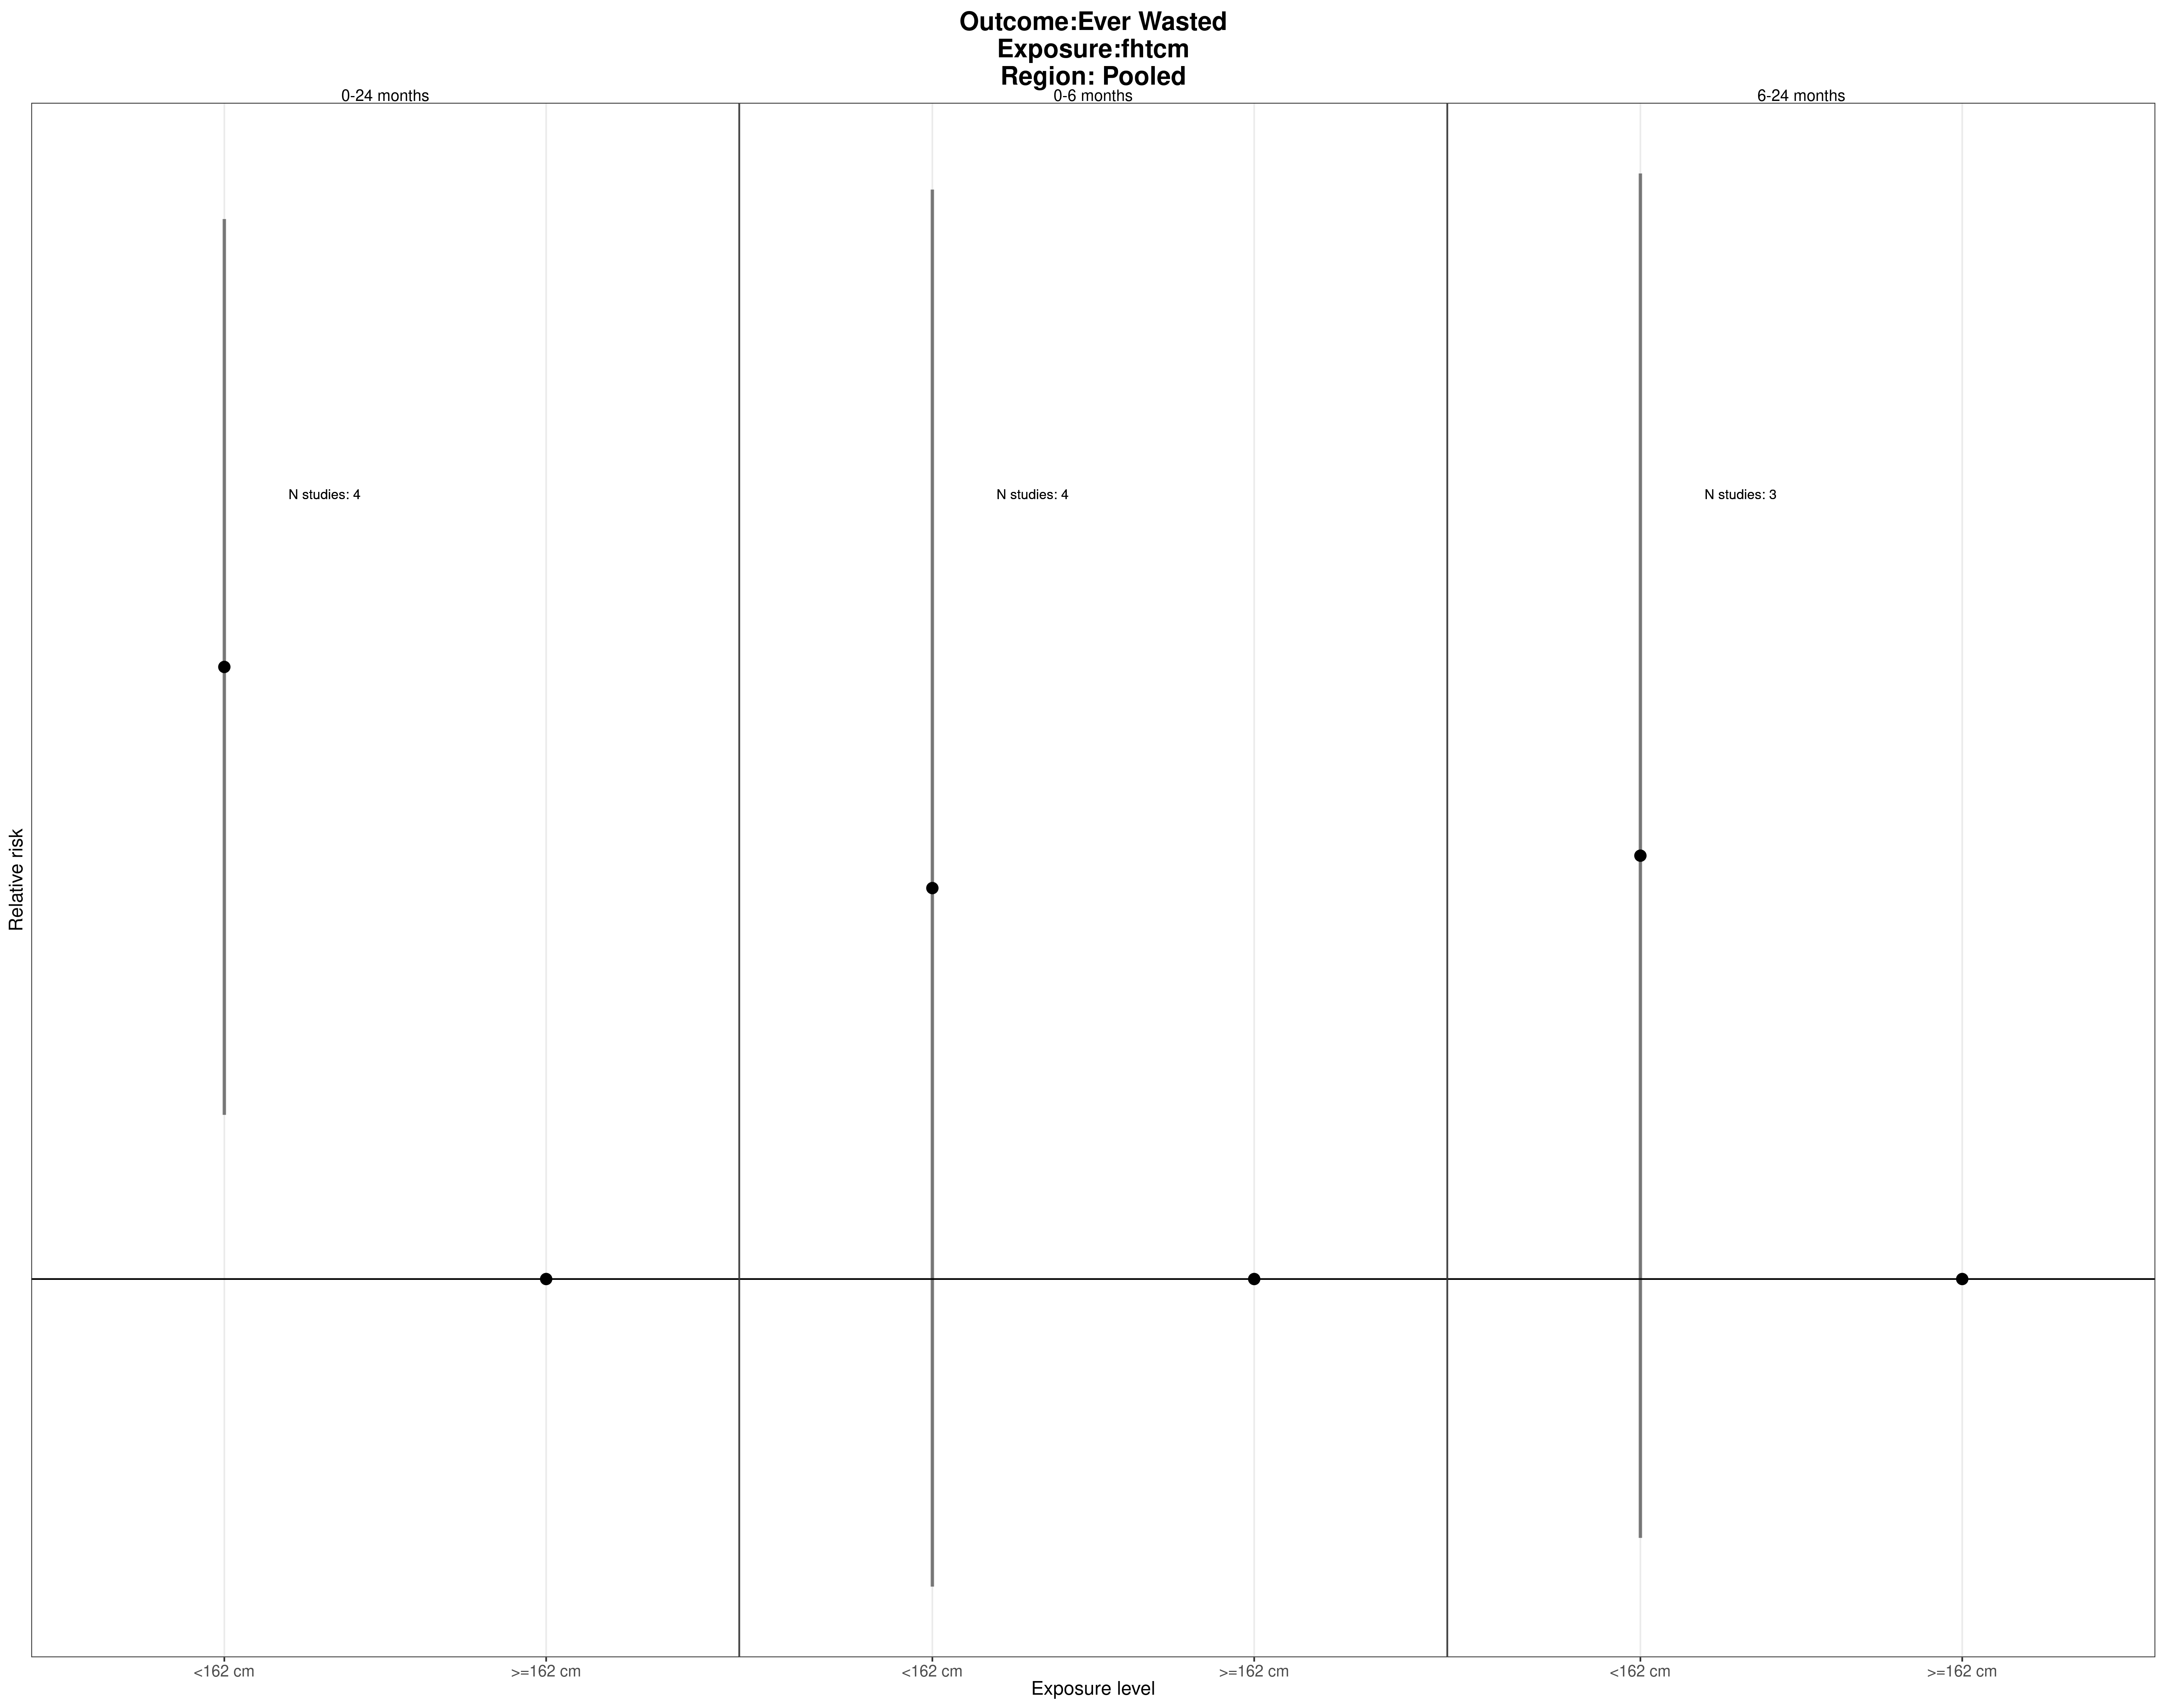 Outcome:Ever Wasted
Exposure:fhtcm
Region: Pooled
0-24 months
0-6 months
6-24 months
N studies: 4
N studies: 4
N studies: 3
Relative risk
<162 cm
>=162 cm
<162 cm
>=162 cm
<162 cm
>=162 cm
Exposure level